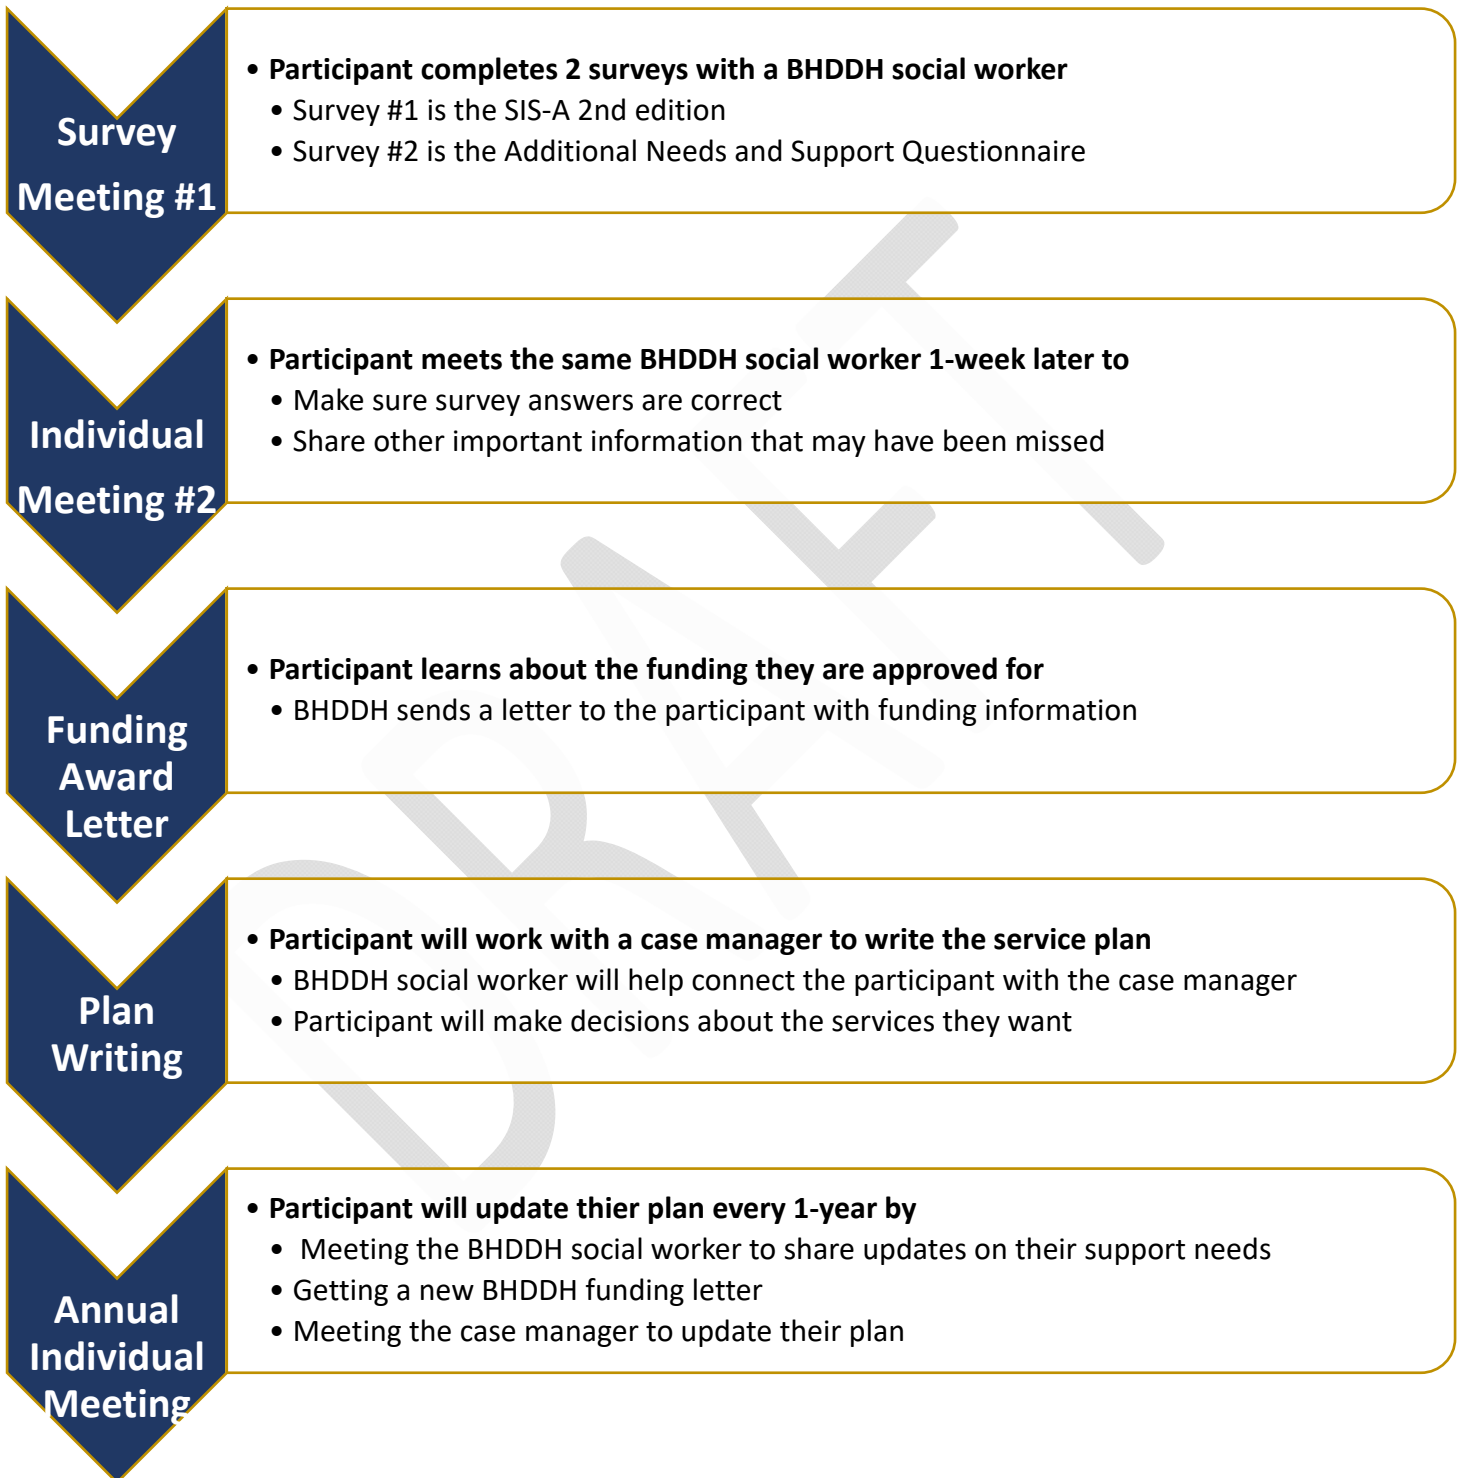 Survey
Meeting #1
• Participant completes 2 surveys with a BHDDH social worker
• Survey #1 is the SIS-A 2nd edition
• Survey #2 is the Additional Needs and Support Questionnaire
Individual
Meeting #2
• Participant meets the same BHDDH social worker 1-week later to
• Make sure survey answers are correct
• Share other important information that may have been missed
Funding
Award
Letter
• Participant learns about the funding they are approved for
• BHDDH sends a letter to the participant with funding information
Plan
Writing
• Participant will work with a case manager to write the service plan
• BHDDH social worker will help connect the participant with the case manager
• Participant will make decisions about the services they want
Annual
Individual
Meeting
• Participant will update thier plan every 1-year by
• Meeting the BHDDH social worker to share updates on their support needs
• Getting a new BHDDH funding letter
• Meeting the case manager to update their plan
DRAFT